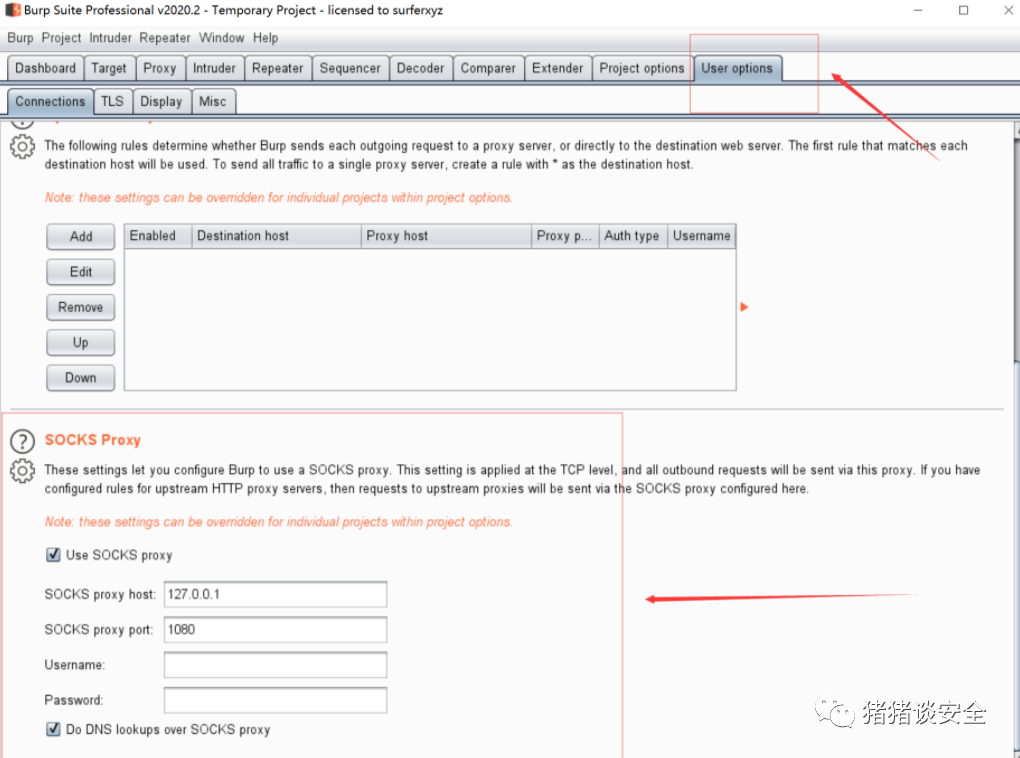 Burp Suite Professional v2020.2 - Temporary Project - licensed to surferxyz
Burp Project Intruder Repeater Window Help
Dashboard Target Proxy Intruder Repeater Sequencer Decoder Comparer Extender Project options User options
Connections TLS Display Misc
The following rules determine whether Burp sends each outgoing request to a proxy server, or directly to the destination web server. The first rule that matches each
destination host will be used. To send all traffic to a single proxy server, create a rule with * as the destination host.
Note: these settings can be overridden for individual projects within project options.
Add
Edit
Remove
Up
Down
Enabled Destination host Proxy host Proxy p... Auth type Username
? SOCKS Proxy
These settings let you configure Burp to use a SOCKS proxy. This setting is applied at the TCP level, and all outbound requests will be sent via this proxy. If you have
configured rules for upstream HTTP proxy servers, then requests to upstream proxies will be sent via the SOCKS proxy configured here.
Note: these settings can be overridden for individual projects within project options.
Use SOCKS proxy
SOCKS proxy host: 127.0.0.1
SOCKS proxy port: 1080
Username:
Password:
Do DNS lookups over SOCKS proxy
猪猪谈安全